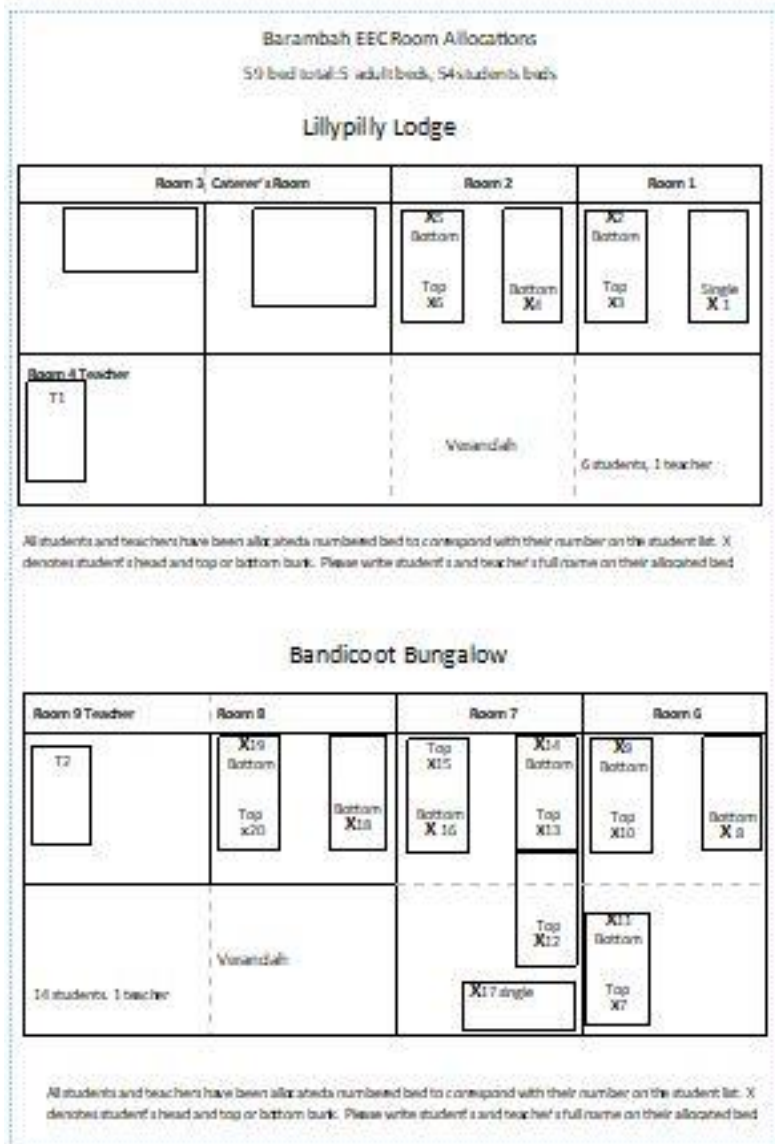 Barambah EEC Room Allocations
59 bed total: 5 adult beds, 54 students beds
Lillypilly Lodge
Room 3 Caterer's Room Room 2 Room 1
X5 X2
Bottom Bottom
Top Bottom Top Single
X6 X4 X3 X 1
Room 4 Teacher
T1
Verandah
6 students, 1 teacher
All students and teachers have been allocated a numbered bed to correspond with their number on the student list. X
denotes student's head and top or bottom bunk. Please write student's and teacher's full name on their allocated bed
Bandicoot Bungalow
Room 9 Teacher Room 8 Room 7 Room 6
T2
X19 Top X14 X9
Bottom X15 Bottom Bottom
Top Bottom Bottom Top Top Bottom
x20 X18 X 16 X13 X10 X 8
X11
Top Bottom
X12
Verandah
Top
X7
X17 single
14 students, 1 teacher
All students and teachers have been allocated a numbered bed to correspond with their number on the student list. X
denotes student's head and top or bottom bunk. Please write student's and teacher's full name on their allocated bed